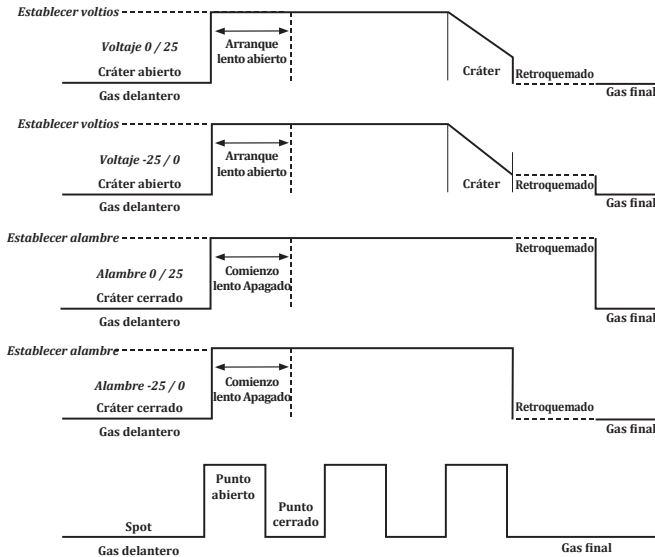 Establecer voltios
Voltaje 0 / 25
Arranque
lento abierto
Cráter abierto
Cráter
Retroquemado
Gas delantero
Gas final
Establecer voltios
Voltaje -25 / 0
Arranque
lento abierto
Cráter abierto
Cráter
Retroquemado
Gas delantero
Gas final
Establecer alambre
Retroquemado
Alambre 0 / 25
Comienzo
lento Apagado
Cráter cerrado
Gas delantero
Gas final
Establecer alambre
Alambre -25 / 0
Comienzo
lento Apagado
Cráter cerrado
Retroquemado
Gas delantero
Gas final
Punto
abierto
Punto
cerrado
Spot
Gas delantero
Gas final